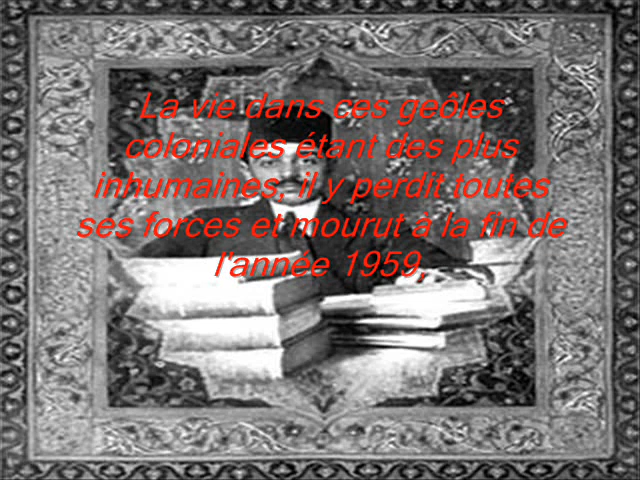 La vie dans ces geôles
coloniales étant des plus
inhumaines, il y perdit toutes
ses forces et mourut à la fin de
l'année 1959,